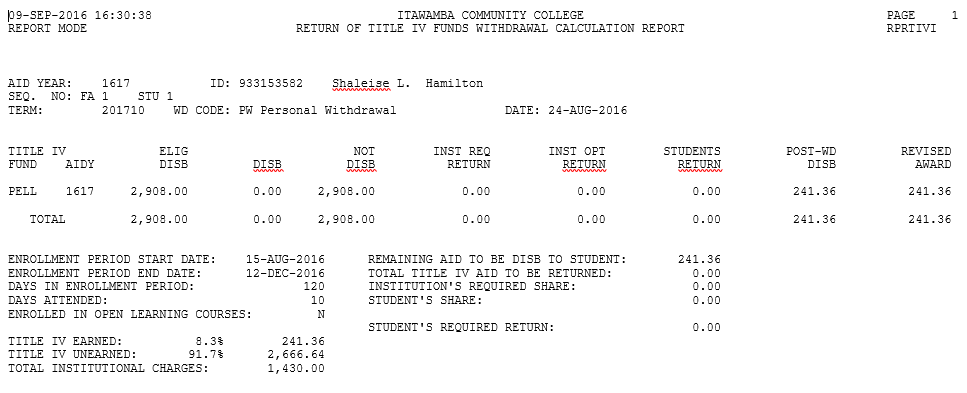 09-SEP-2016 16:30:38 ITAWAMBA COMMUNITY COLLEGE PAGE 1
REPORT MODE RETURN OF TITLE IV FUNDS WITHDRAWAL CALCULATION REPORT RPRTIVI
AID YEAR: 1617 ID: 933153582 Shaleise L. Hamilton
SEQ. NO: FA 1 STU 1
TERM: 201710 WD CODE: PW Personal Withdrawal DATE: 24-AUG-2016
TITLE IV ELIG NOT INST REQ INST OPT STUDENTS POST-WD REVISED
FUND AIDY DISB DISB DISB RETURN RETURN RETURN DISB AWARD
PELL 1617 2,908.00 0.00 2,908.00 0.00 0.00 0.00 241.36 241.36
TOTAL 2,908.00 0.00 2,908.00 0.00 0.00 0.00 241.36 241.36
ENROLLMENT PERIOD START DATE: 15-AUG-2016 REMAINING AID TO BE DISB TO STUDENT: 241.36
ENROLLMENT PERIOD END DATE: 12-DEC-2016 TOTAL TITLE IV AID TO BE RETURNED: 0.00
DAYS IN ENROLLMENT PERIOD: 120 INSTITUTION'S REQUIRED SHARE: 0.00
DAYS ATTENDED: 10 STUDENT'S SHARE: 0.00
ENROLLED IN OPEN LEARNING COURSES: N
STUDENT'S REQUIRED RETURN: 0.00
TITLE IV EARNED: 8.3% 241.36
TITLE IV UNEARNED: 91.7% 2,666.64
TOTAL INSTITUTIONAL CHARGES: 1,430.00